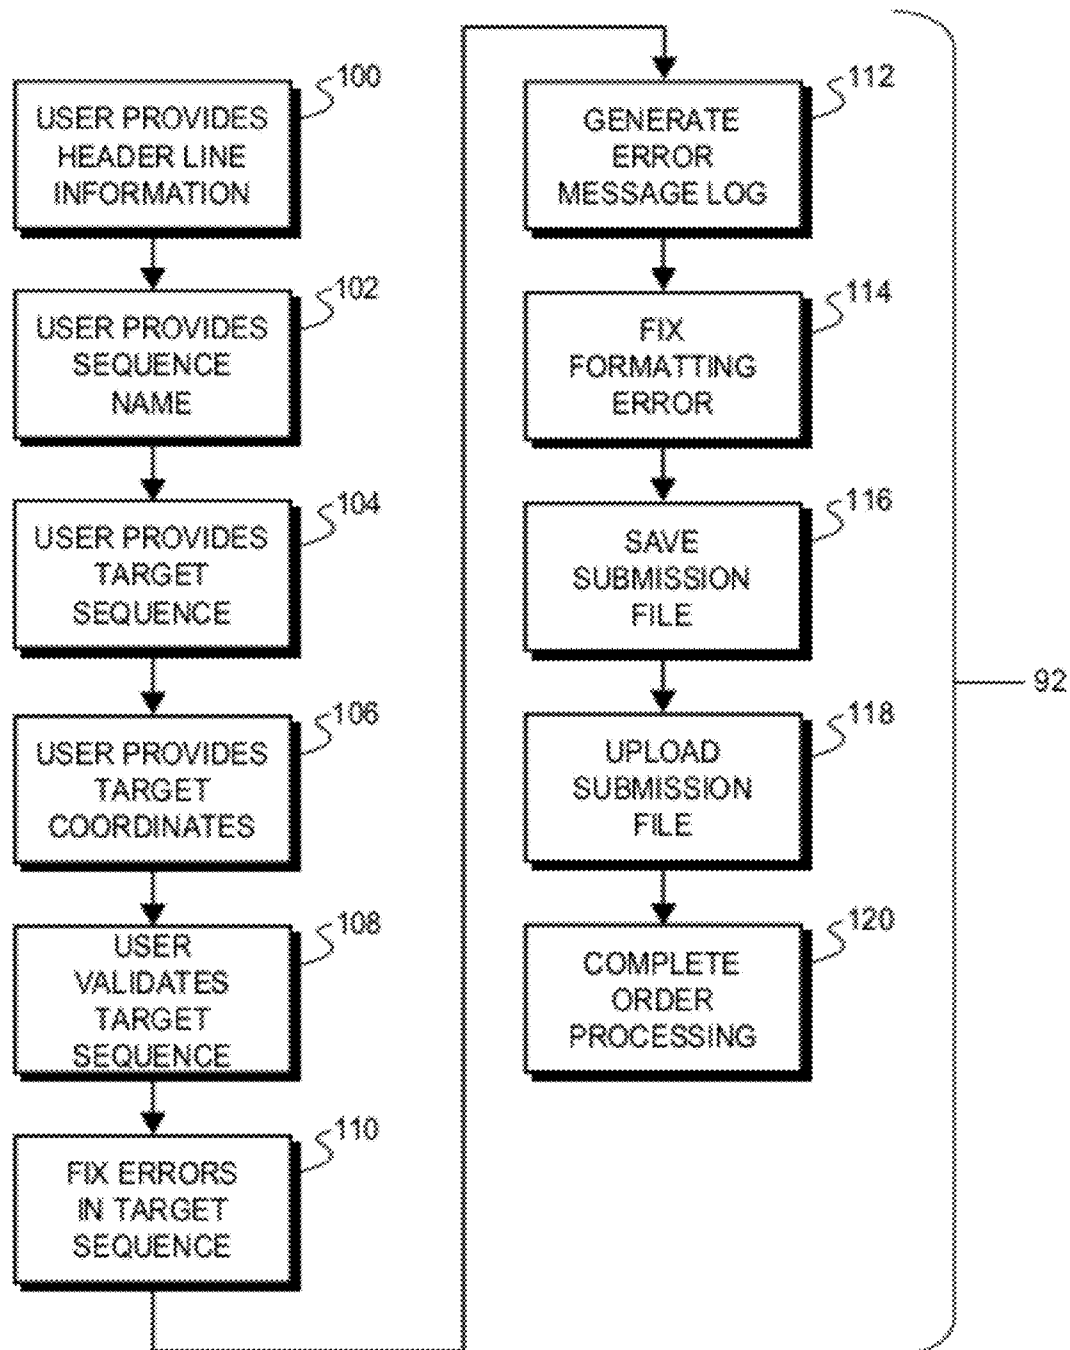 100
USER PROVIDES
HEADER LINE
INFORMATION
102
USER PROVIDES
SEQUENCE
NAME
104
USER PROVIDES
TARGET
SEQUENCE
106
USER PROVIDES
TARGET
COORDINATES
108
USER
VALIDATES
TARGET
SEQUENCE
110
FIX ERRORS
IN TARGET
SEQUENCE
112
GENERATE
ERROR
MESSAGE LOG
114
FIX
FORMATTING
ERROR
116
SAVE
SUBMISSION
FILE
118
UPLOAD
SUBMISSION
FILE
120
COMPLETE
ORDER
PROCESSING
92